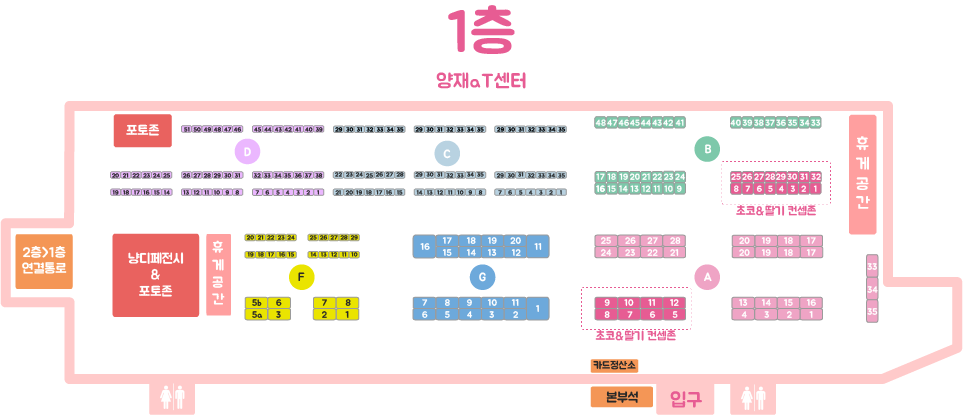 1층
양재aT센터
포토존
51 50 49 48 47 46
45 44 43 42 41 40 39
29 30 31 32 33 34 35
29 30 31 32 33 34 35
29 30 31 32 33 34 35
48 47 46 45 44 43 42 41
40 39 38 37 36 35 34 33
D
C
B
휴게공간
20 21 22 23 24 25
26 27 28 29 30 31
32 33 34 35 36 37 38
22 23 24 25 26 27 28
29 30 31 32 33 34 35
29 30 31 32 33 34 35
17 18 19 20 21 22 23 24
25 26 27 28 29 30 31 32
19 18 17 16 15 14
13 12 11 10 9 8
7 6 5 4 3 2 1
21 20 19 18 17 16 15
14 13 12 11 10 9 8
7 6 5 4 3 2 1
16 15 14 13 12 11 10 9
8 7 6 5 4 3 2 1
초코&딸기 컨셉존
2층>1층
연결통로
냥디페전시
&
포토존
휴게공간
20 21 22 23 24
25 26 27 28 29
19 18 17 16 15
14 13 12 11 10
F
5b 6
5a 3
7 8
2 1
16 17 18 19 20 11
15 14 13 12
G
7 8 9 10 11 1
6 5 4 3 2
25 26 27 28
24 23 22 21
20 19 18 17
20 19 18 17
A
9 10 11 12
8 7 6 5
13 14 15 16
4 3 2 1
초코&딸기 컨셉존
33
34
35
카드정산소
본부석
입구